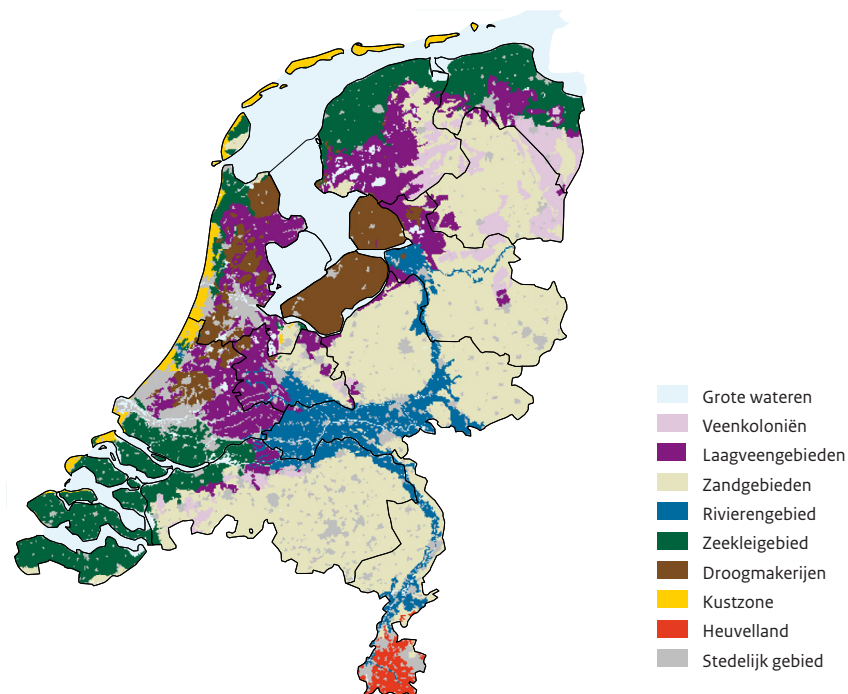 Grote wateren
Veenkoloniën
Laagveengebieden
Zandgebieden
Rivierengebied
Zeekleigebied
Droogmakerijen
Kustzone
Heuvelland
Stedelijk gebied